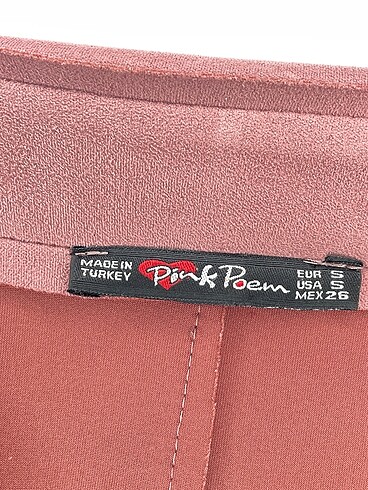 MADE IN
TURKEY
Pink Poem
EUR S
USA S
MEX 26